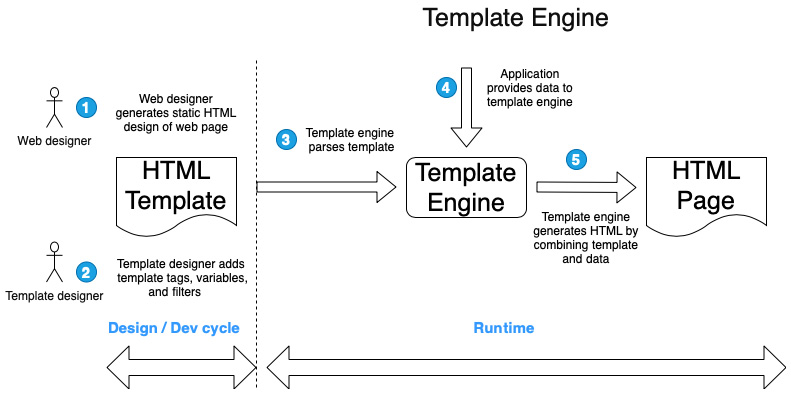 Template Engine
1
Web designer
generates static HTML
design of web page
Web designer
HTML
Template
2
Template designer adds
template tags, variables,
and filters
Template designer
3
Template engine
parses template
4
Application
provides data to
template engine
Template
Engine
5
Template engine
generates HTML by
combining template
and data
HTML
Page
Design / Dev cycle
Runtime